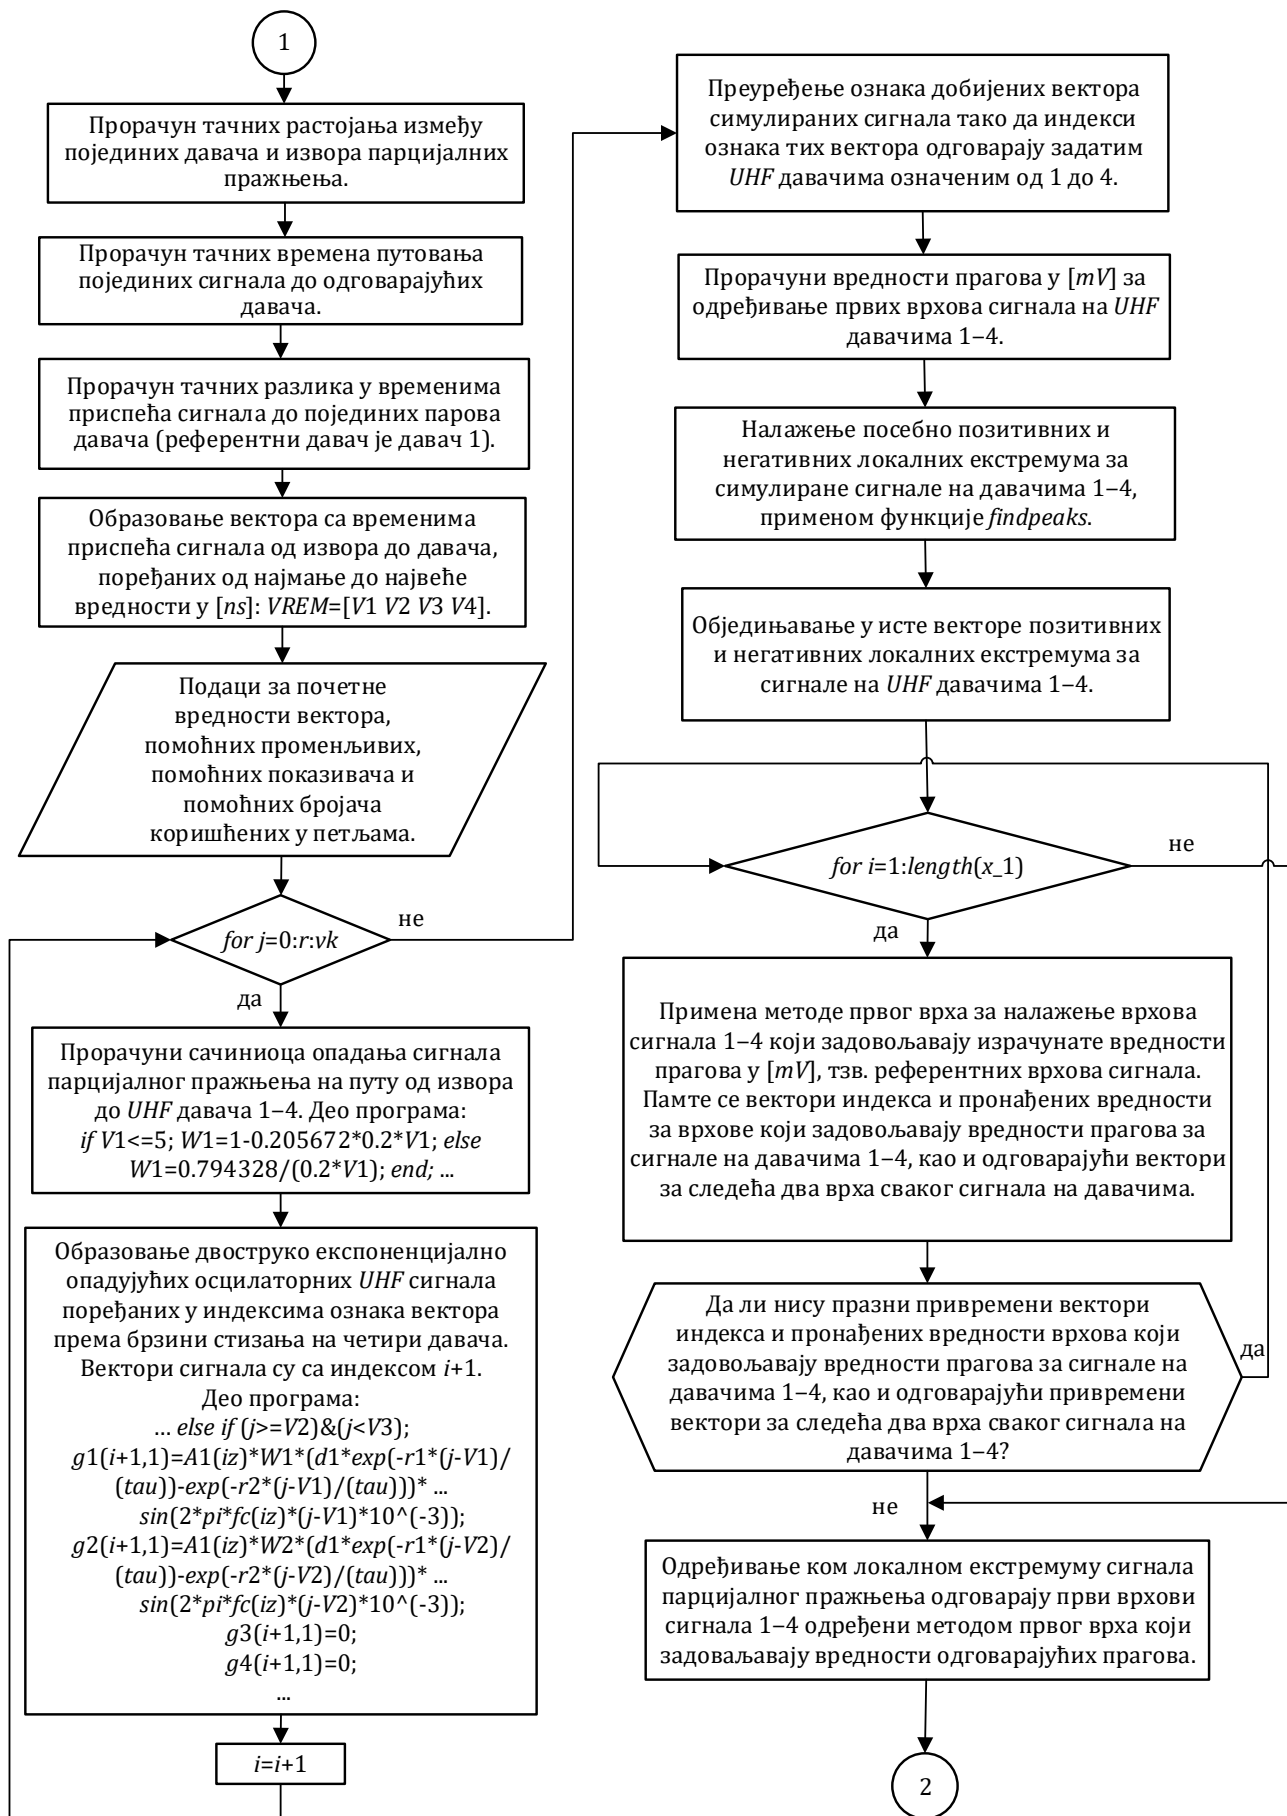 1
Прорачун тачних растојања између
појединих давача и извора парцијалних
пражњења.
Прорачун тачних времена путовања
појединих сигнала до одговарајућих
давача.
Прорачун тачних разлика у временима
приспећа сигнала до појединих парова
давача (референтни давач је давач 1).
Образовање вектора са временима
приспећа сигнала од извора до давача,
поређаних од најмање до највеће
вредности у [ns]: VREM=[V1 V2 V3 V4].
Подаци за почетне
вредности вектора,
помоћних променљивих,
помоћних показивача и
помоћних бројача
коришћених у петљама.
for j=0:r:vk
не
да
Прорачуни сачиниоца опадања сигнала
парцијалног пражњења на путу од извора
до UHF давача 1–4. Део програма:
if V1<=5; W1=1-0.205672*0.2*V1; else
W1=0.794328/(0.2*V1); end; ...
Образовање двоструко експоненцијално
опадујућих осцилаторних UHF сигнала
поређаних у индексима ознака вектора
према брзини стизања на четири давача.
Вектори сигнала су са индексом i+1.
Део програма:
... else if (j>=V2)&(j<V3);
g1(i+1,1)=A1(iz)*W1*(d1*exp(-r1*(j-V1)/
(tau))-exp(-r2*(j-V1)/(tau)))* ...
sin(2*pi*fc(iz)*(j-V1)*10^(-3));
g2(i+1,1)=A1(iz)*W2*(d1*exp(-r1*(j-V2)/
(tau))-exp(-r2*(j-V2)/(tau)))* ...
sin(2*pi*fc(iz)*(j-V2)*10^(-3));
g3(i+1,1)=0;
g4(i+1,1)=0;
...
i=i+1
Преуређење ознака добијених вектора
симулираних сигнала тако да индекси
ознака тих вектора одговарају задатим
UHF давачима означеним од 1 до 4.
Прорачуни вредности прагова у [mV] за
одређивање првих врхова сигнала на UHF
давачима 1–4.
Налажење посебно позитивних и
негативних локалних екстремума за
симулиране сигнале на давачима 1–4,
применом функције findpeaks.
Обједињавање у исте векторе позитивних
и негативних локалних екстремума за
сигнале на UHF давачима 1–4.
for i=1:length(x_1)
не
да
Примена методе првог врха за налажење врхова
сигнала 1–4 који задовољавају израчунате вредности
прагова у [mV], тзв. референтних врхова сигнала.
Памте се вектори индекса и пронађених вредности
за врхове који задовољавају вредности прагова за
сигнале на давачима 1–4, као и одговарајући вектори
за следећа два врха сваког сигнала на давачима.
Да ли нису празни привремени вектори
индекса и пронађених вредности врхова који
задовољавају вредности прагова за сигнале на
давачима 1–4, као и одговарајући привремени
вектори за следећа два врха сваког сигнала на
давачима 1–4?
да
не
Одређивање ком локалном екстремуму сигнала
парцијалног пражњења одговарају први врхови
сигнала 1–4 одређени методом првог врха који
задоваљавају вредности одговарајућих прагова.
2